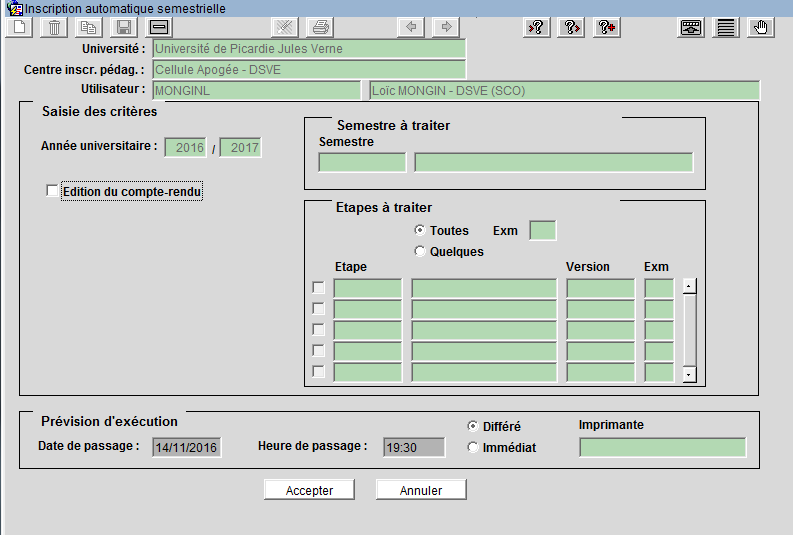 Inscription automatique semestrielle
Université : Université de Picardie Jules Verne
Centre inscr. pédag. : Cellule Apogée - DSVE
Utilisateur : MONGINL Loïc MONGIN - DSVE (SCO)
Saisie des critères
Année universitaire : 2016 / 2017
Edition du compte-rendu
Semestre à traiter
Semestre
Etapes à traiter
Toutes Exm
Quelques
Etape Version Exm
Prévision d'exécution
Date de passage : 14/11/2016 Heure de passage : 19:30 Différé Immédiat Imprimante
Accepter Annuler